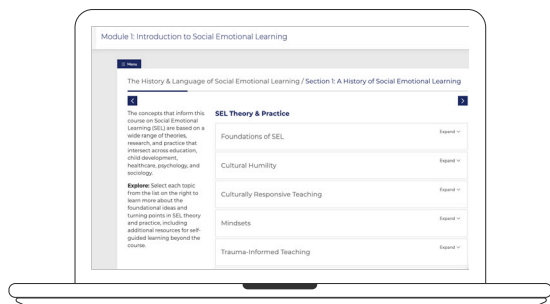 Module 1: Introduction to Social Emotional Learning
Menu
The History & Language of Social Emotional Learning / Section 1: A History of Social Emotional Learning
The concepts that inform this
course on Social Emotional
Learning (SEL) are based on a
wide range of theories,
research, and practice that
intersect across education,
child development,
healthcare, psychology, and
sociology.
Explore: Select each topic
from the list on the right to
learn more about the
foundational ideas and
turning points in SEL theory
and practice, including
additional resources for self-
guided learning beyond the
course.
SEL Theory & Practice
Foundations of SEL Expand
Cultural Humility Expand
Culturally Responsive Teaching Expand
Mindsets Expand
Trauma-Informed Teaching Expand